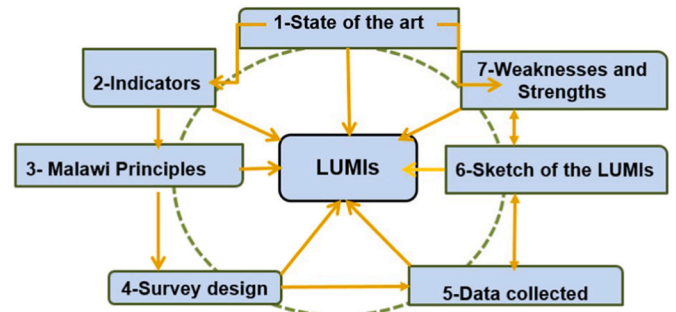 1-State of the art
2-Indicators
7-Weaknesses and
Strengths
3- Malawi Principles
LUMIs
6-Sketch of the LUMIs
4-Survey design
5-Data collected